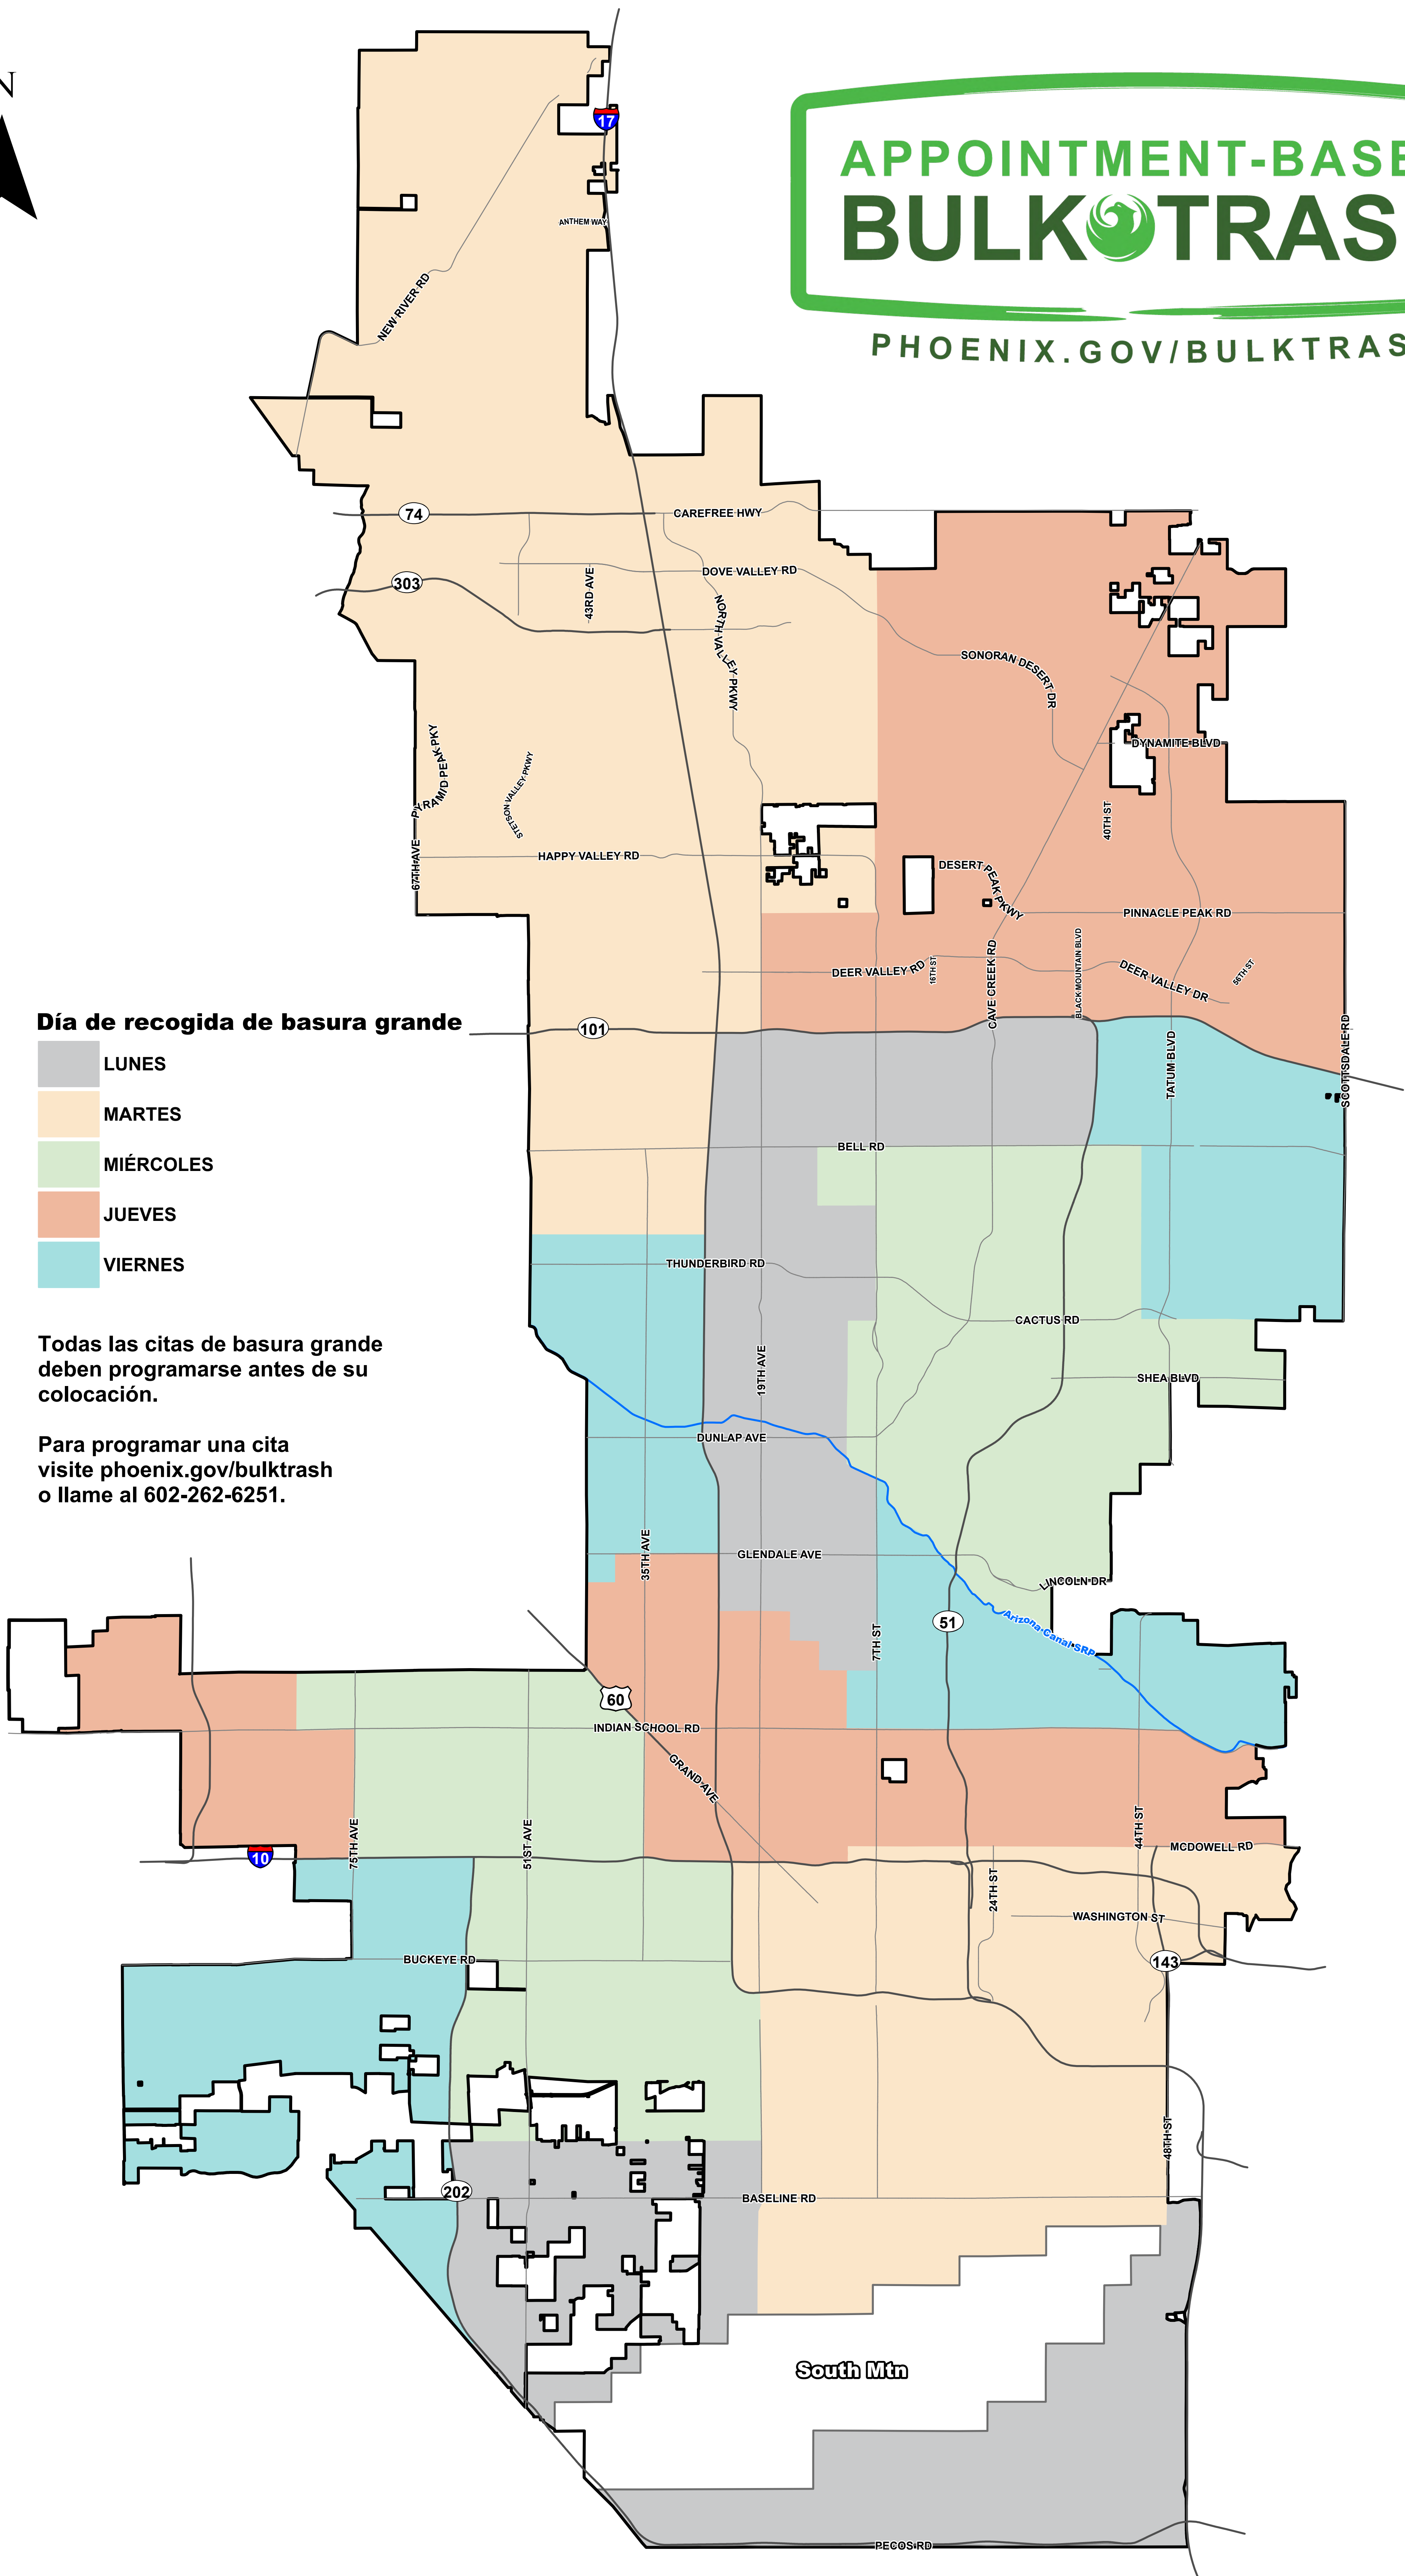 N
APPOINTMENT-BASE
BULK TRAS
PHOENIX.GOV/BULKTRAS
17
ANTHEM WAY
NEW RIVER RD
74
CAREFREE HWY
303
43RD AVE
DOVE VALLEY RD
NORTH VALLEY PKWY
SONORAN DESERT DR
DYNAMITE BLVD
PYRAMID PEAK PKY
STETSON VALLEY PKWY
40TH ST
67TH AVE
HAPPY VALLEY RD
DESERT PEAK PKWY
PINNACLE PEAK RD
DEER VALLEY RD
16TH ST
CAVE CREEK RD
BLACK MOUNTAIN BLVD
DEER VALLEY DR
56TH ST
Día de recogida de basura grande
LUNES
MARTES
MIÉRCOLES
JUEVES
VIERNES
101
TATUM BLVD
SCOTTSDALE RD
BELL RD
THUNDERBIRD RD
CACTUS RD
19TH AVE
SHEA BLVD
Todas las citas de basura grande
deben programarse antes de su
colocación.
Para programar una cita
visite phoenix.gov/bulktrash
o llame al 602-262-6251.
DUNLAP AVE
35TH AVE
GLENDALE AVE
LINCOLN DR
51
7TH ST
Arizona Canal SRP
60
INDIAN SCHOOL RD
GRAND AVE
75TH AVE
51ST AVE
44TH ST
MCDOWELL RD
10
24TH ST
WASHINGTON ST
BUCKEYE RD
143
48TH ST
202
BASELINE RD
South Mtn
PECOS RD